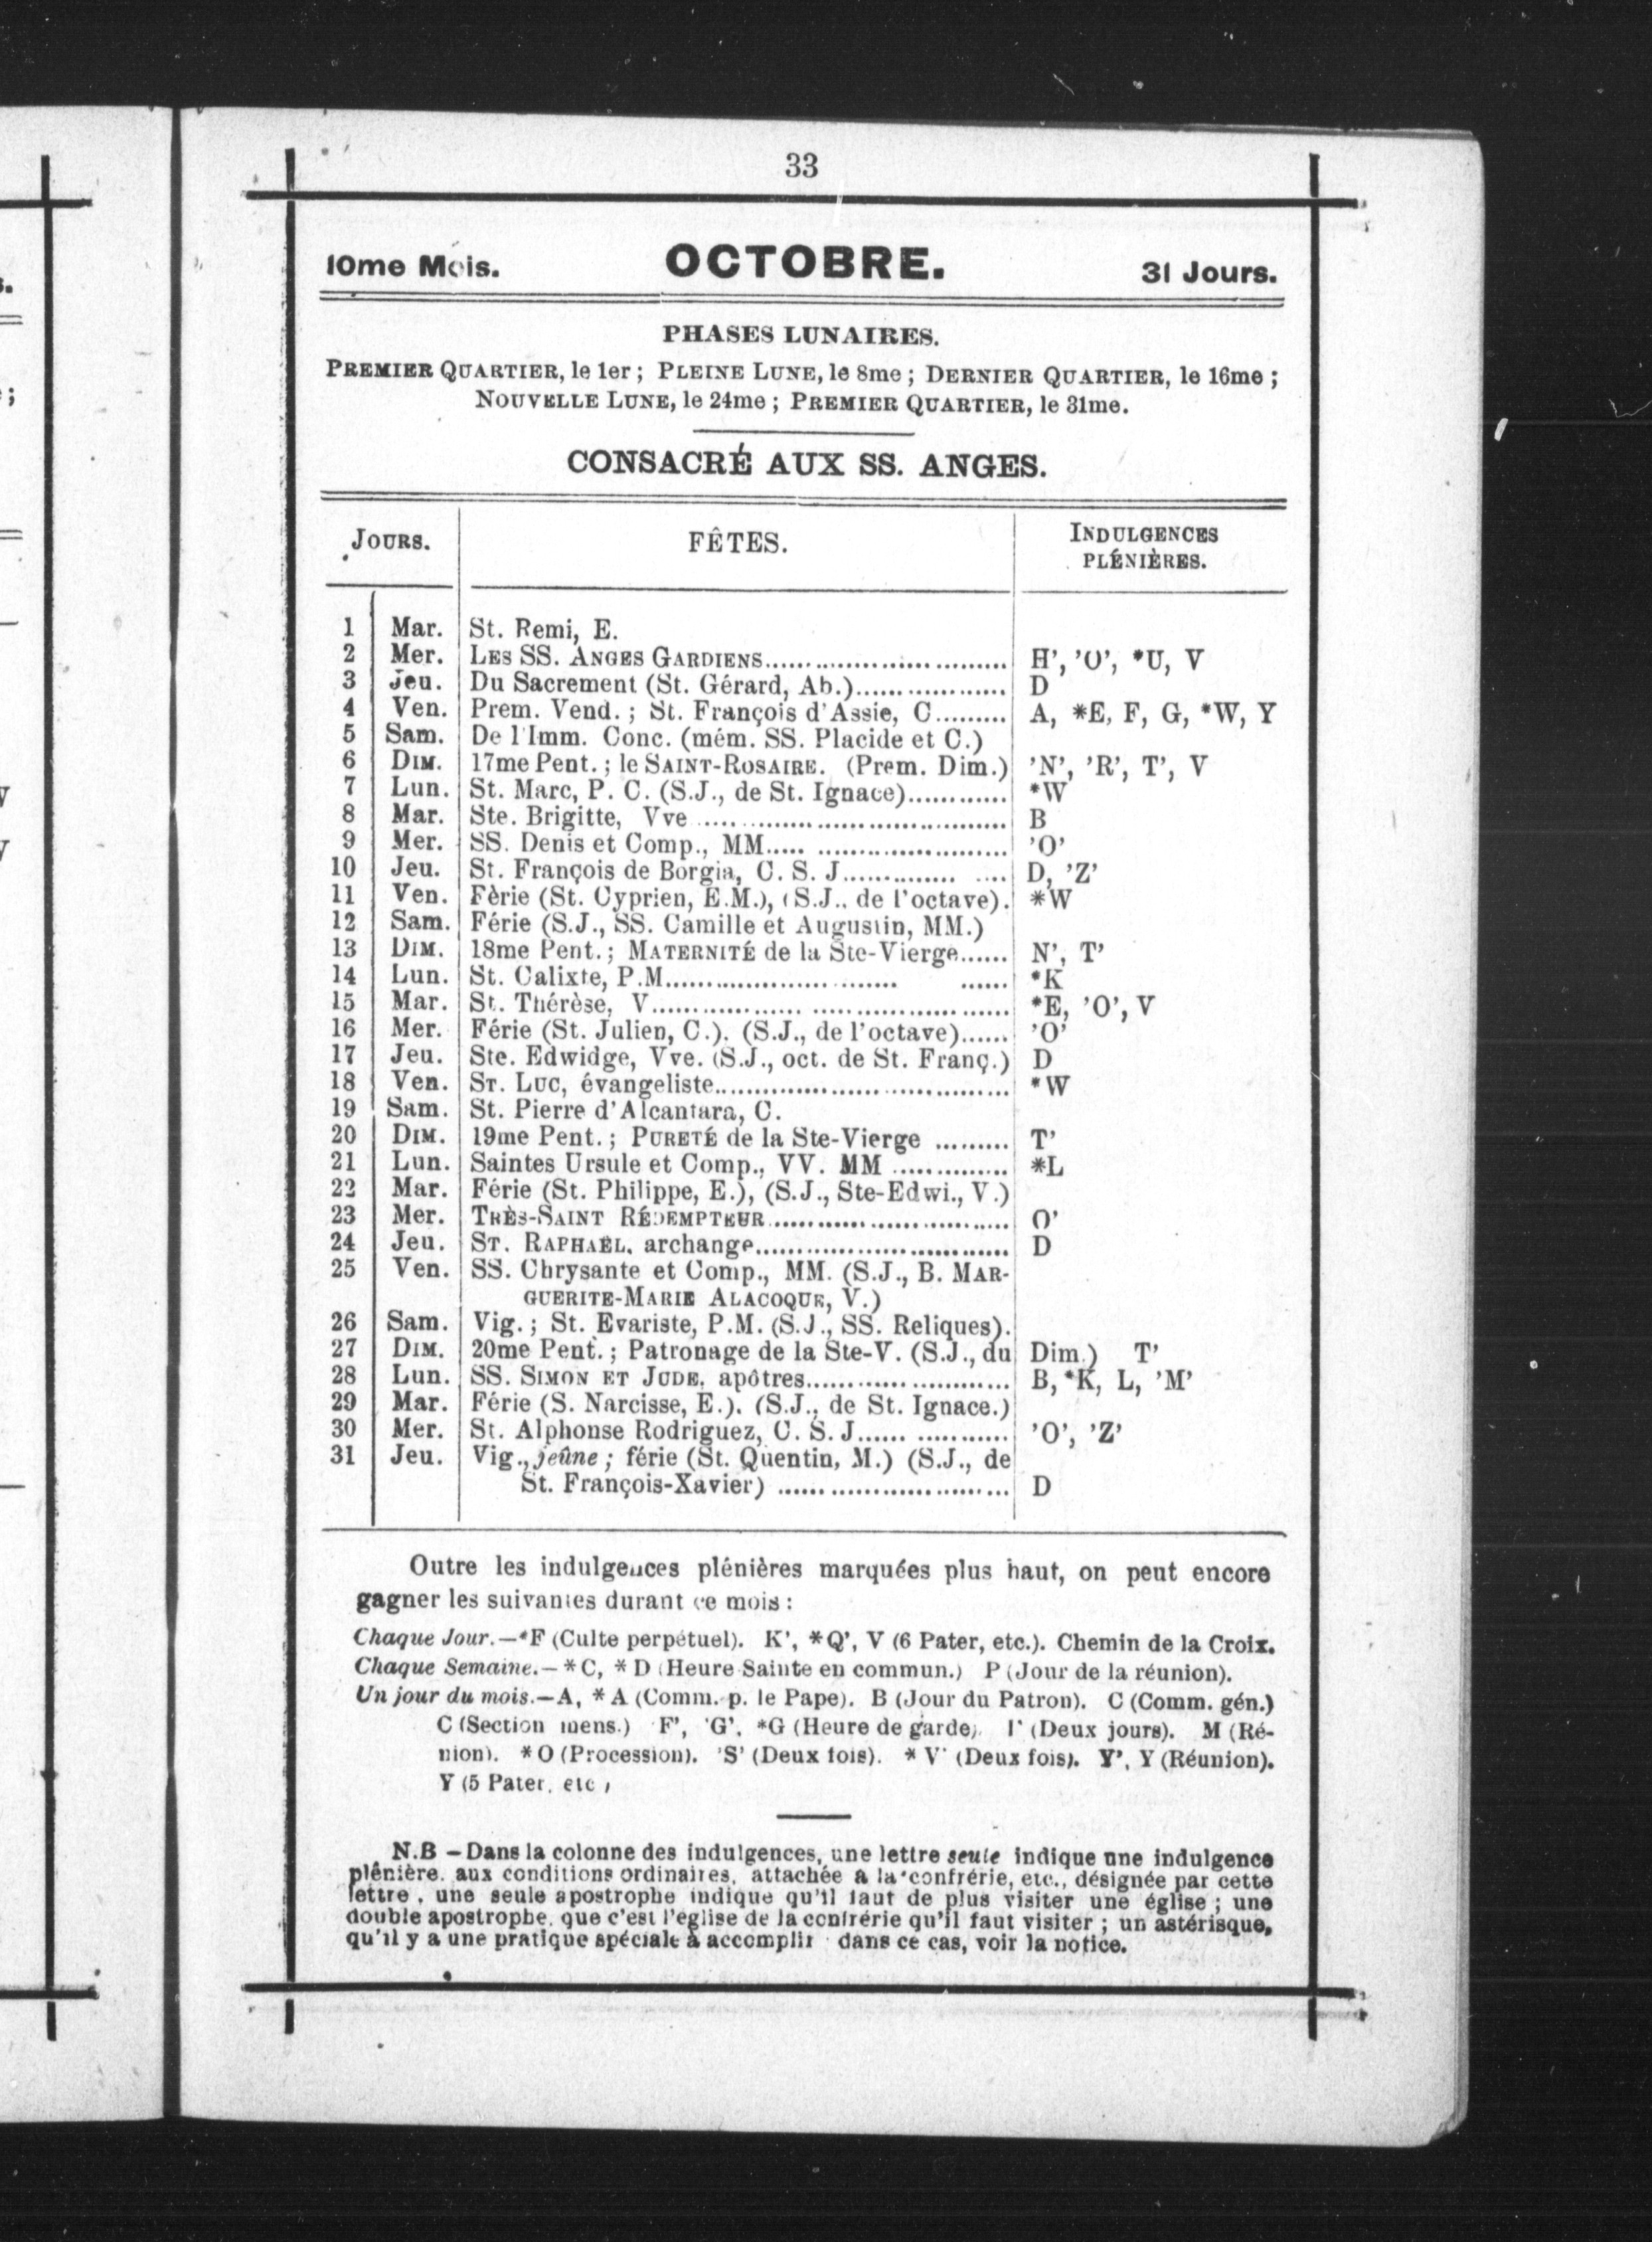 33
10me Mois. OCTOBRE. 31 Jours.
PHASES LUNAIRES.
PREMIER QUARTIER, le 1er ; PLEINE LUNE, le 8me ; DERNIER QUARTIER, le 16me ;
NOUVELLE LUNE, le 24me ; PREMIER QUARTIER, le 31me.
CONSACRÉ AUX SS. ANGES.
JOURS. FÊTES. INDULGENCES
PLÉNIÈRES.
1 Mar. St. Remi, E.
2 Mer. LES SS. ANGES GARDIENS.............................. H', 'O', *U, V
3 Jeu. Du Sacrement (St. Gérard, Ab.).................. D
4 Ven. Prem. Vend. ; St. François d'Assie, C......... A, *E, F, G, *W, Y
5 Sam. De l'Imm. Conc. (mém. SS. Placide et C.)
6 DIM. 17me Pent. ; le SAINT-ROSAIRE. (Prem. Dim.) 'N', 'R', T', V
7 Lun. St. Marc, P. C. (S.J., de St. Ignace)............ *W
8 Mar. Ste. Brigitte, Vve ..................................... B
9 Mer. SS. Denis et Comp., MM..... ........................ 'O'
10 Jeu. St. François de Borgia, C. S. J.............. .... D, 'Z'
11 Ven. Fèrie (St. Cyprien, E.M.), (S.J.. de l'octave). *W
12 Sam. Férie (S.J., SS. Camille et Augustin, MM.)
13 DIM. 18me Pent. ; MATERNITÉ de la Ste-Vierge...... N', T'
14 Lun. St. Calixte, P.M............................ ...... *K
15 Mar. St. Thérèse, V.................. ........................ *E, 'O', V
16 Mer. Férie (St. Julien, C.). (S.J., de l'octave)...... 'O'
17 Jeu. Ste. Edwidge, Vve. (S.J., oct. de St. Franç.) D
18 Ven. ST. LUC, évangeliste.................................. *W
19 Sam. St. Pierre d'Alcantara, C.
20 DIM. 19me Pent. ; PURETÉ de la Ste-Vierge ......... T'
21 Lun. Saintes Ursule et Comp., VV. MM .............. *L
22 Mar. Férie (St. Philippe, E.), (S.J., Ste-Edwi., V.)
23 Mer. TRÈS-SAINT RÉDEMPTEUR............................. O'
24 Jeu. ST. RAPHAËL, archange.............................. D
25 Ven. SS. Chrysante et Comp., MM. (S.J., B. MAR-
GUERITE-MARIE ALACOQUE, V.)
26 Sam. Vig. ; St. Evariste, P.M. (S.J., SS. Reliques).
27 DIM. 20me Pent. ; Patronage de la Ste-V. (S.J., du Dim.) T'
28 Lun. SS. SIMON ET JUDE, apôtres........................ B, *K, L, 'M'
29 Mar. Férie (S. Narcisse, E.). (S.J., de St. Ignace.)
30 Mer. St. Alphonse Rodriguez, C. S. J...... ........... 'O', 'Z'
31 Jeu. Vig., jeûne ; férie (St. Quentin, M.) (S.J., de
St. François-Xavier) ........................... D
Outre les indulgences plénières marquées plus haut, on peut encore
gagner les suivantes durant ce mois :
Chaque Jour.—*F (Culte perpétuel). K', *Q', V (6 Pater, etc.). Chemin de la Croix.
Chaque Semaine.—*C, *D (Heure Sainte en commun.) P (Jour de la réunion).
Un jour du mois.—A, *A (Comm. p. le Pape). B (Jour du Patron). C (Comm. gén.)
C (Section mens.) F', 'G', *G (Heure de garde), I' (Deux jours). M (Ré-
nion). *O (Procession). 'S' (Deux fois). *V' (Deux fois). Y', Y (Réunion).
Y (5 Pater, etc )
N.B — Dans la colonne des indulgences, une lettre seule indique une indulgence
plénière, aux conditions ordinaires, attachée à la confrérie, etc., désignée par cette
lettre , une seule apostrophe indique qu'il faut de plus visiter une église ; une
double apostrophe, que c'est l'église de la confrérie qu'il faut visiter ; un astérisque,
qu'il y a une pratique spéciale à accomplir dans ce cas, voir la notice.